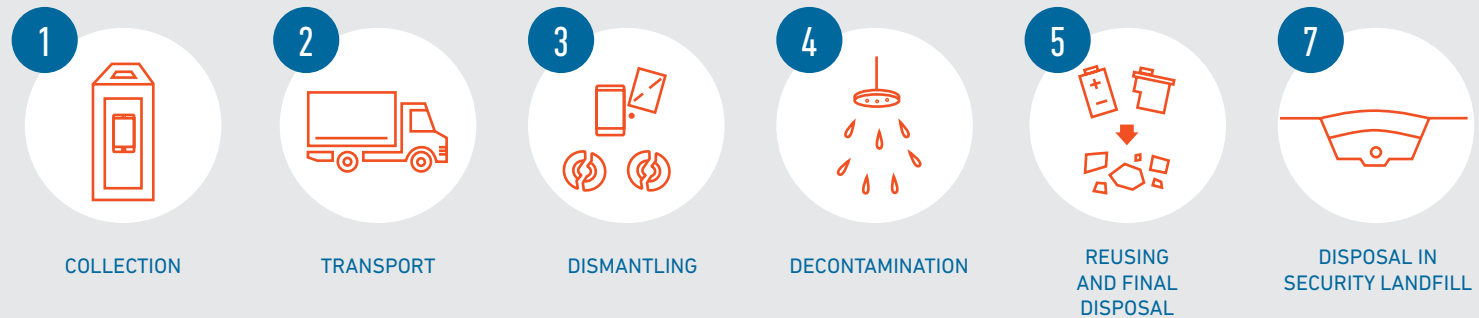 1
COLLECTION
2
TRANSPORT
3
DISMANTLING
4
DECONTAMINATION
5
REUSING
AND FINAL
DISPOSAL
7
DISPOSAL IN
SECURITY LANDFILL